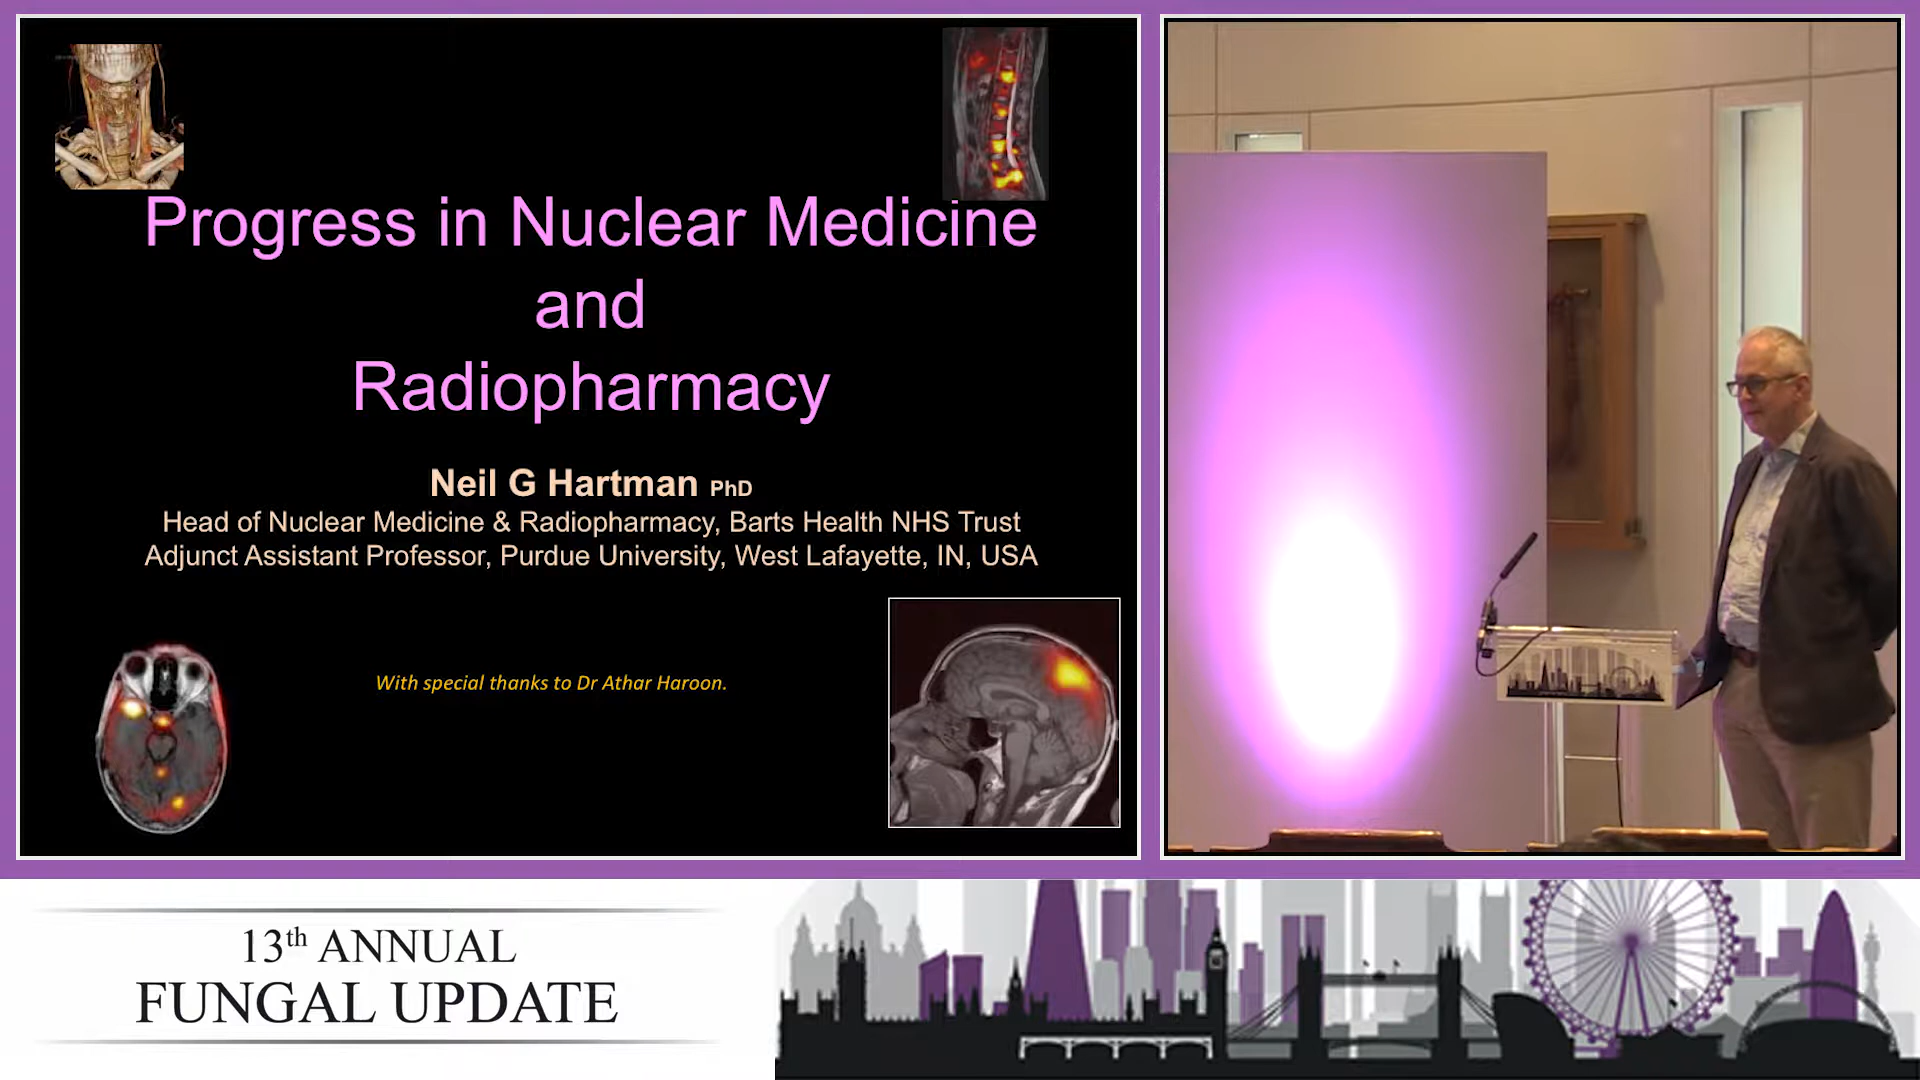 Progress in Nuclear Medicine
and
Radiopharmacy
Neil G Hartman PhD
Head of Nuclear Medicine & Radiopharmacy, Barts Health NHS Trust
Adjunct Assistant Professor, Purdue University, West Lafayette, IN, USA
With special thanks to Dr Athar Haroon.
13th ANNUAL
FUNGAL UPDATE